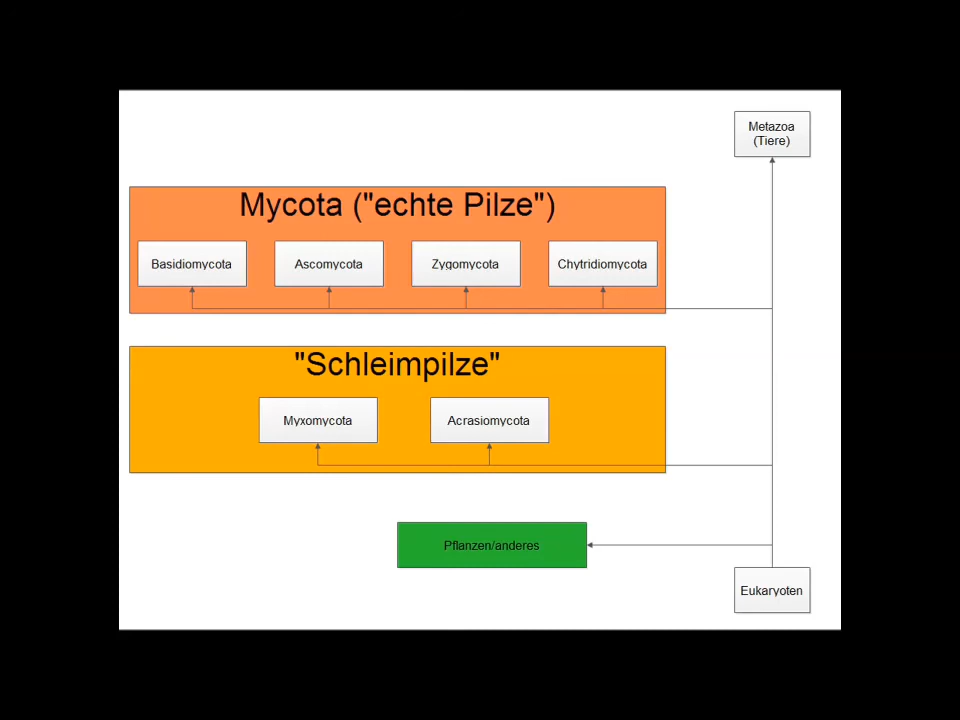 Metazoa
(Tiere)
Mycota ("echte Pilze")
Basidiomycota
Ascomycota
Zygomycota
Chytridiomycota
"Schleimpilze"
Myxomycota
Acrasiomycota
Pflanzen/anderes
Eukaryoten